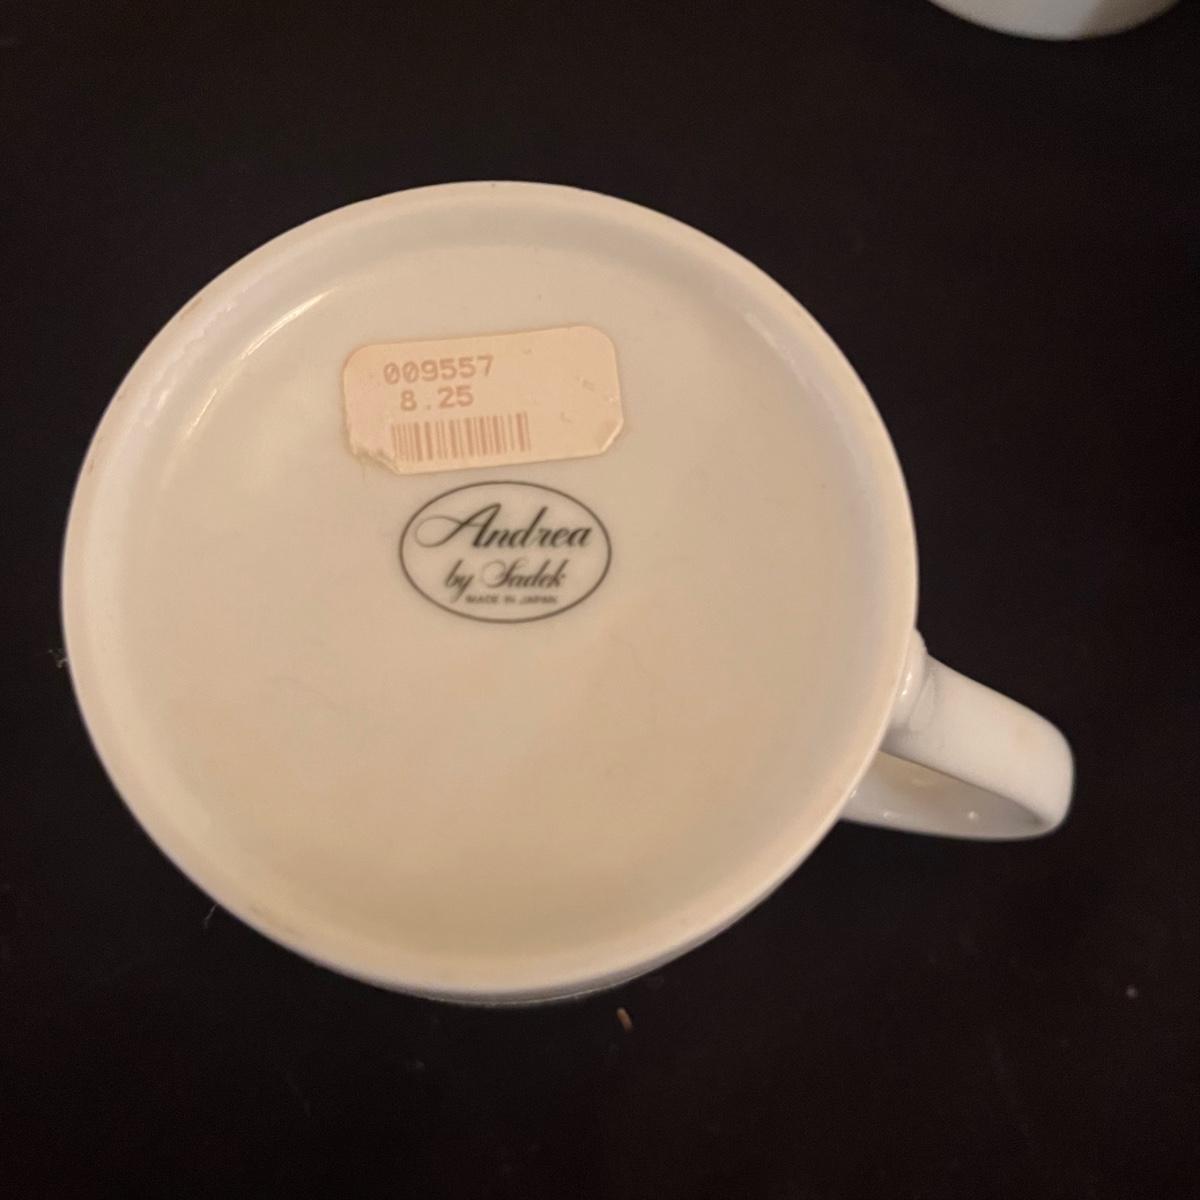 009557
8.25
Andrea
by Sadek
MADE IN JAPAN